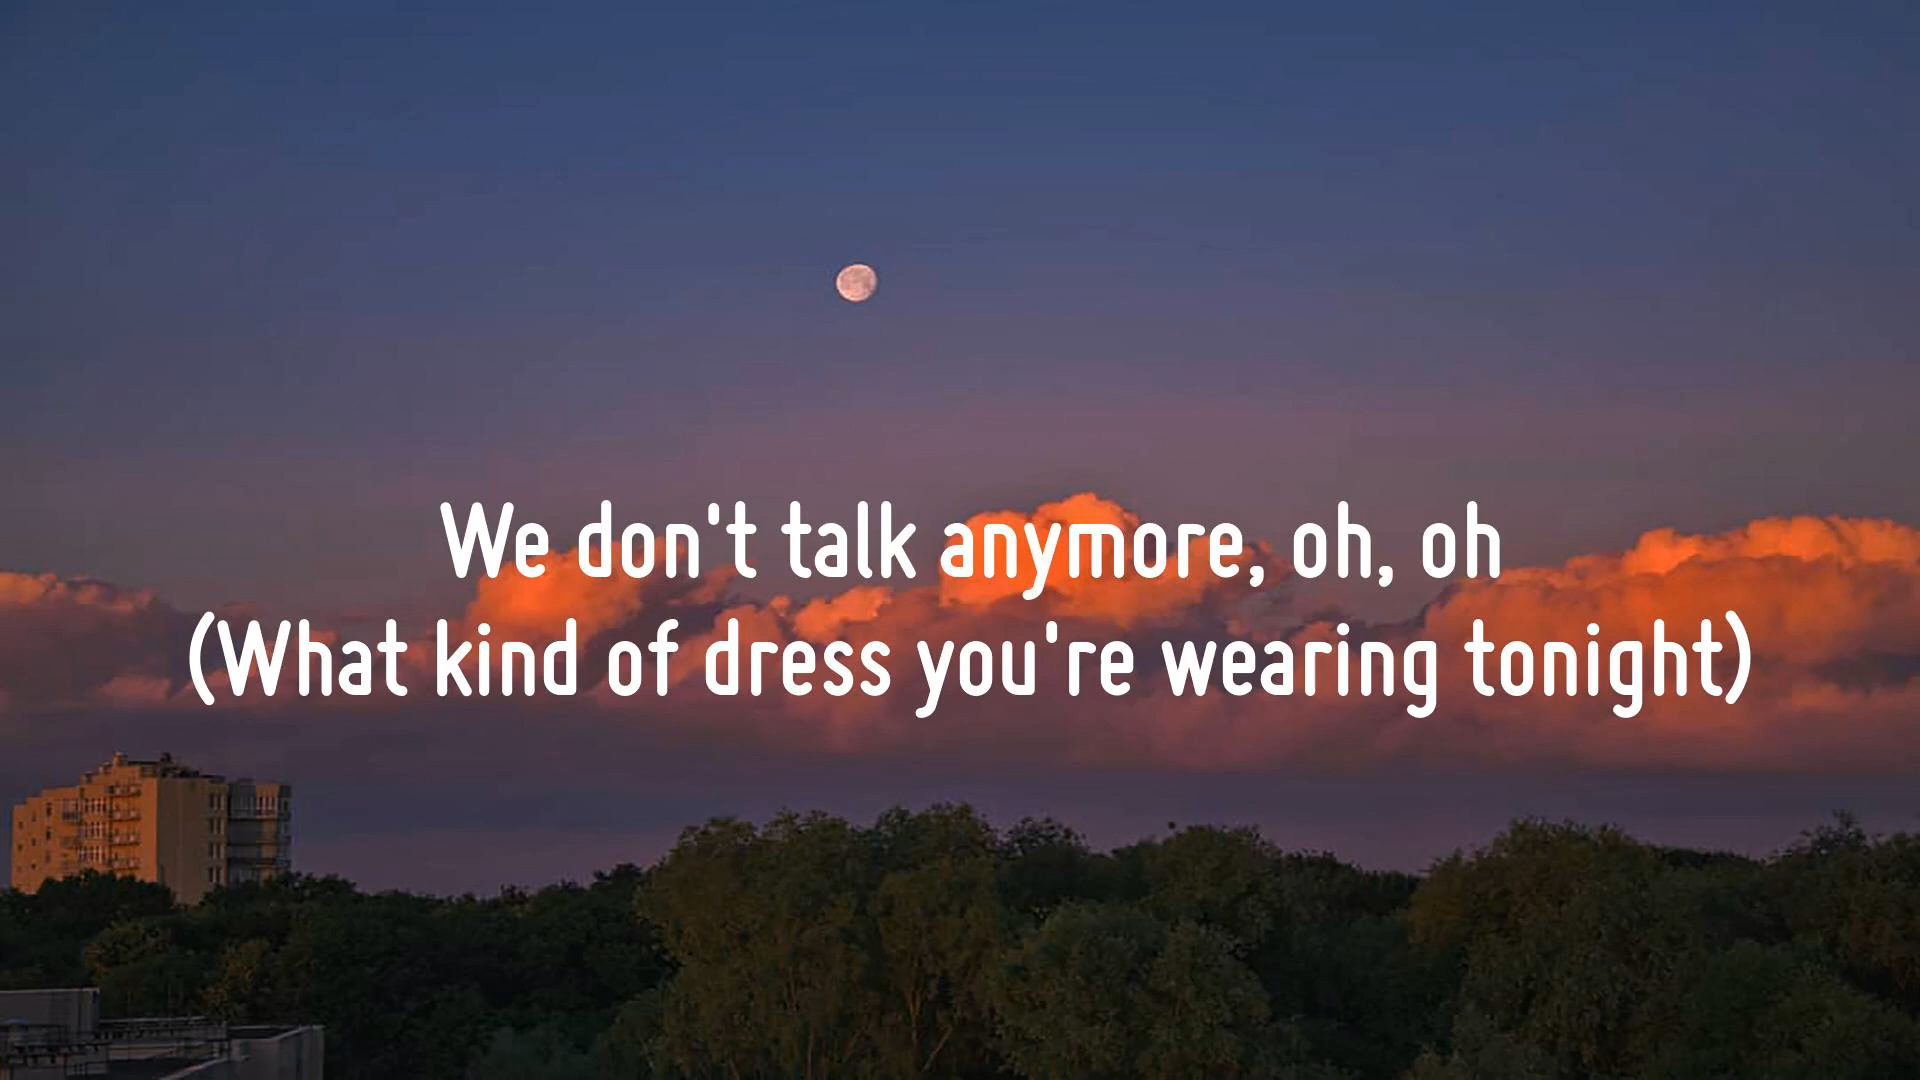 We don't talk anymore, oh, oh
(What kind of dress you're wearing tonight)